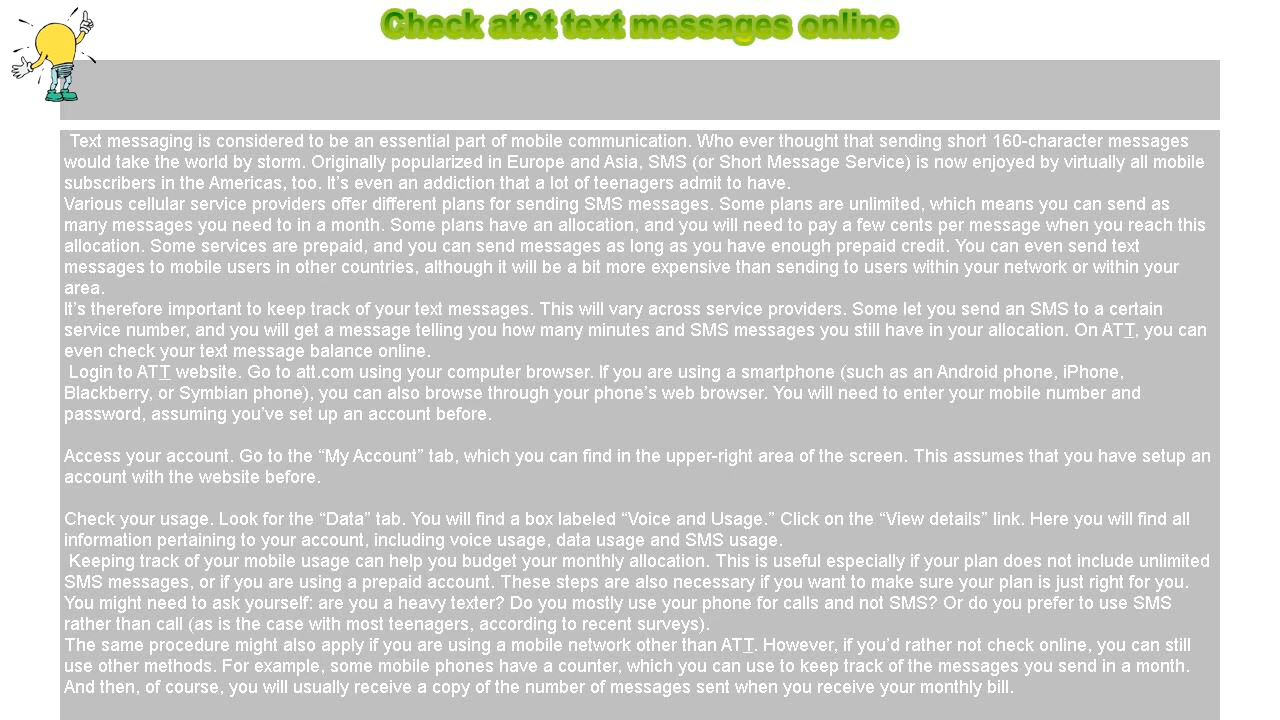 Check at&t text messages online
Text messaging is considered to be an essential part of mobile communication. Who ever thought that sending short 160-character messages
would take the world by storm. Originally popularized in Europe and Asia, SMS (or Short Message Service) is now enjoyed by virtually all mobile
subscribers in the Americas, too. It’s even an addiction that a lot of teenagers admit to have.
Various cellular service providers offer different plans for sending SMS messages. Some plans are unlimited, which means you can send as
many messages you need to in a month. Some plans have an allocation, and you will need to pay a few cents per message when you reach this
allocation. Some services are prepaid, and you can send messages as long as you have enough prepaid credit. You can even send text
messages to mobile users in other countries, although it will be a bit more expensive than sending to users within your network or within your
area.
It’s therefore important to keep track of your text messages. This will vary across service providers. Some let you send an SMS to a certain
service number, and you will get a message telling you how many minutes and SMS messages you still have in your allocation. On ATT, you can
even check your text message balance online.
Login to ATT website. Go to att.com using your computer browser. If you are using a smartphone (such as an Android phone, iPhone,
Blackberry, or Symbian phone), you can also browse through your phone’s web browser. You will need to enter your mobile number and
password, assuming you’ve set up an account before.
Access your account. Go to the “My Account” tab, which you can find in the upper-right area of the screen. This assumes that you have setup an
account with the website before.
Check your usage. Look for the “Data” tab. You will find a box labeled “Voice and Usage.” Click on the “View details” link. Here you will find all
information pertaining to your account, including voice usage, data usage and SMS usage.
Keeping track of your mobile usage can help you budget your monthly allocation. This is useful especially if your plan does not include unlimited
SMS messages, or if you are using a prepaid account. These steps are also necessary if you want to make sure your plan is just right for you.
You might need to ask yourself: are you a heavy texter? Do you mostly use your phone for calls and not SMS? Or do you prefer to use SMS
rather than call (as is the case with most teenagers, according to recent surveys).
The same procedure might also apply if you are using a mobile network other than ATT. However, if you’d rather not check online, you can still
use other methods. For example, some mobile phones have a counter, which you can use to keep track of the messages you send in a month.
And then, of course, you will usually receive a copy of the number of messages sent when you receive your monthly bill.